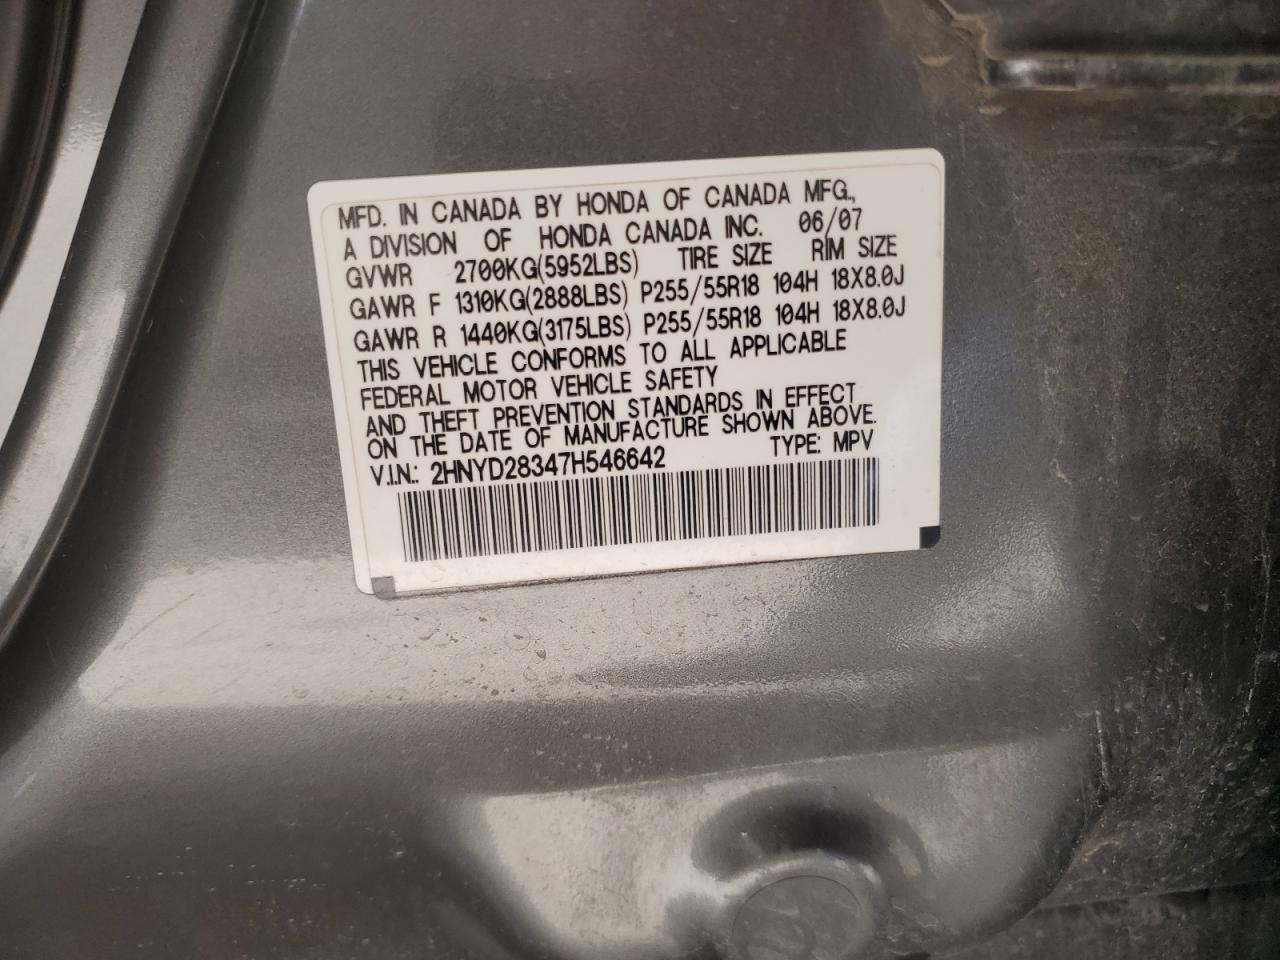 MFD. IN CANADA BY HONDA OF CANADA MFG.,
A DIVISION OF HONDA CANADA INC. 06/07
GVWR 2700KG(5952LBS) TIRE SIZE RIM SIZE
GAWR F 1310KG(2888LBS) P255/55R18 104H 18X8.0J
GAWR R 1440KG(3175LBS) P255/55R18 104H 18X8.0J
THIS VEHICLE CONFORMS TO ALL APPLICABLE
FEDERAL MOTOR VEHICLE SAFETY
AND THEFT PREVENTION STANDARDS IN EFFECT
ON THE DATE OF MANUFACTURE SHOWN ABOVE.
V.I.N.: 2HNYD28347H546642 TYPE: MPV